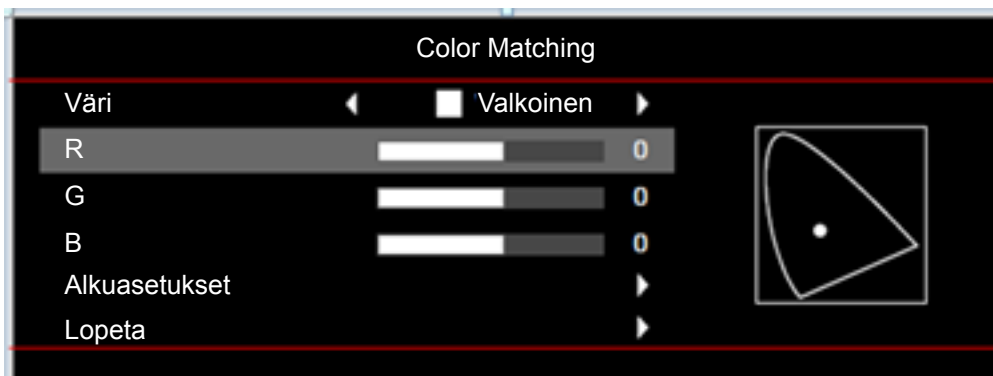 Color Matching
Väri Valkoinen
R 0
G 0
B 0
Alkuasetukset
Lopeta